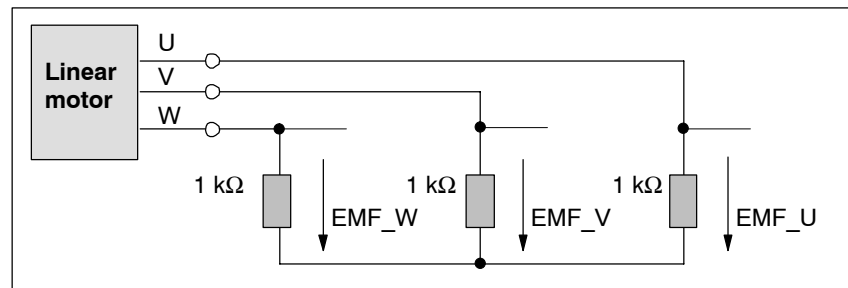 Linear
motor
U
V
W
1 kΩ
EMF_W
1 kΩ
EMF_V
1 kΩ
EMF_U